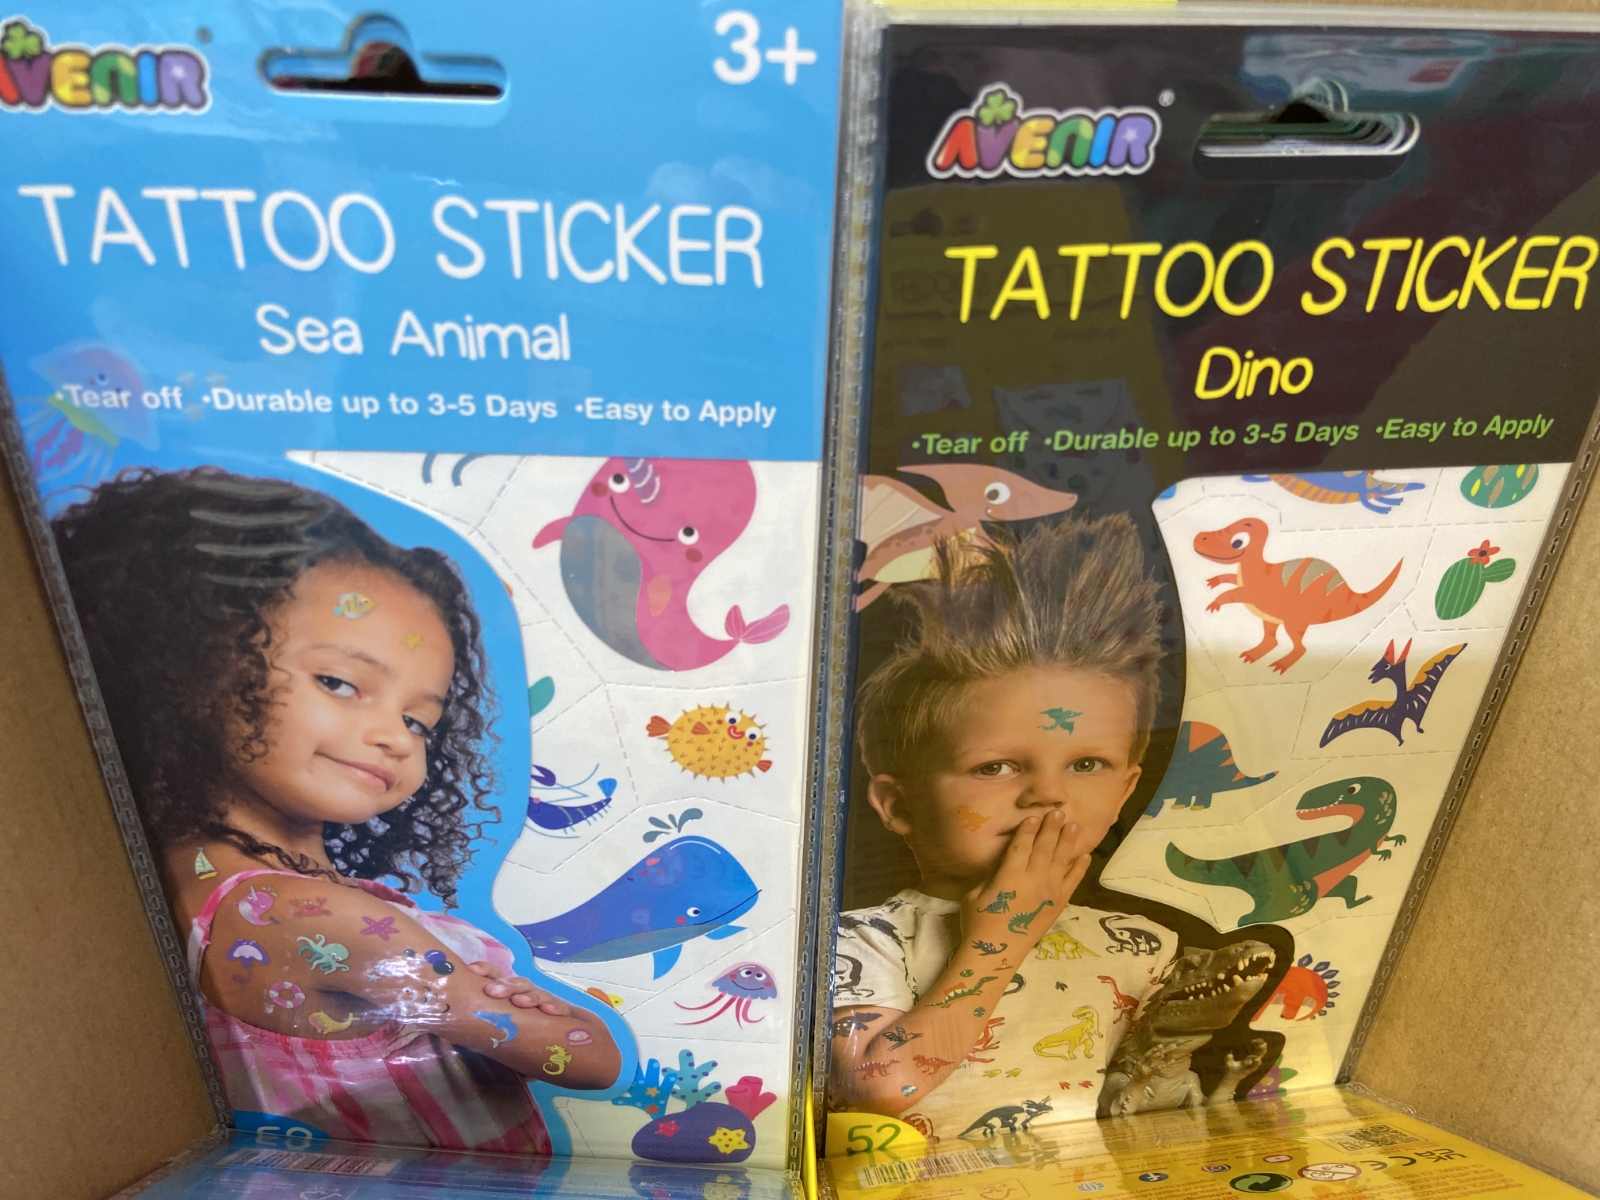 AVENIR
3+
TATTOO STICKER
Sea Animal
•Tear off •Durable up to 3-5 Days •Easy to Apply
AVENIR®
TATTOO STICKER
Dino
•Tear off •Durable up to 3-5 Days •Easy to Apply
52